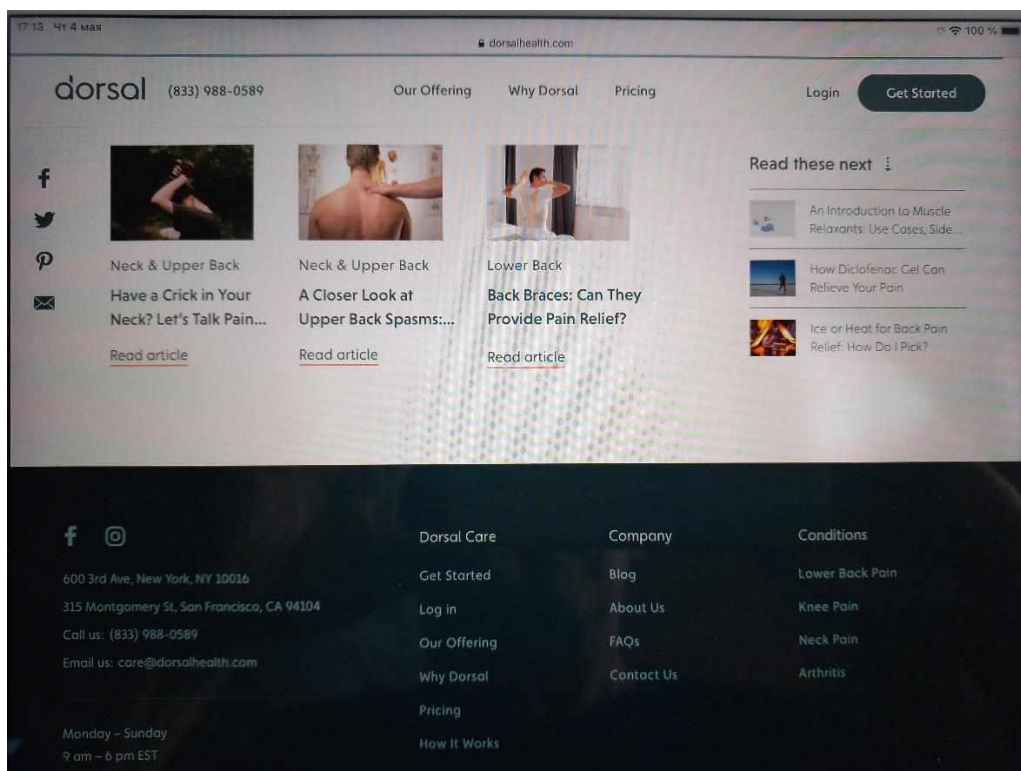 17:13 Чт 4 мая
100 %
dorsalhealth.com
dorsal
(833) 988-0589
Our Offering
Why Dorsal
Pricing
Login
Get Started
Neck & Upper Back
Have a Crick in Your
Neck? Let's Talk Pain...
Read article
Neck & Upper Back
A Closer Look at
Upper Back Spasms:...
Read article
Lower Back
Back Braces: Can They
Provide Pain Relief?
Read article
Read these next
An Introduction to Muscle
Relaxants: Use Cases, Side...
How Diclofenac Gel Can
Relieve Your Pain
Ice or Heat for Back Pain
Relief: How Do I Pick?
600 3rd Ave, New York, NY 10016
315 Montgomery St, San Francisco, CA 94104
Call us: (833) 988-0589
Email us: care@dorsalhealth.com
Monday – Sunday
9 am – 6 pm EST
Dorsal Care
Get Started
Log in
Our Offering
Why Dorsal
Pricing
How It Works
Company
Blog
About Us
FAQs
Contact Us
Conditions
Lower Back Pain
Knee Pain
Neck Pain
Arthritis